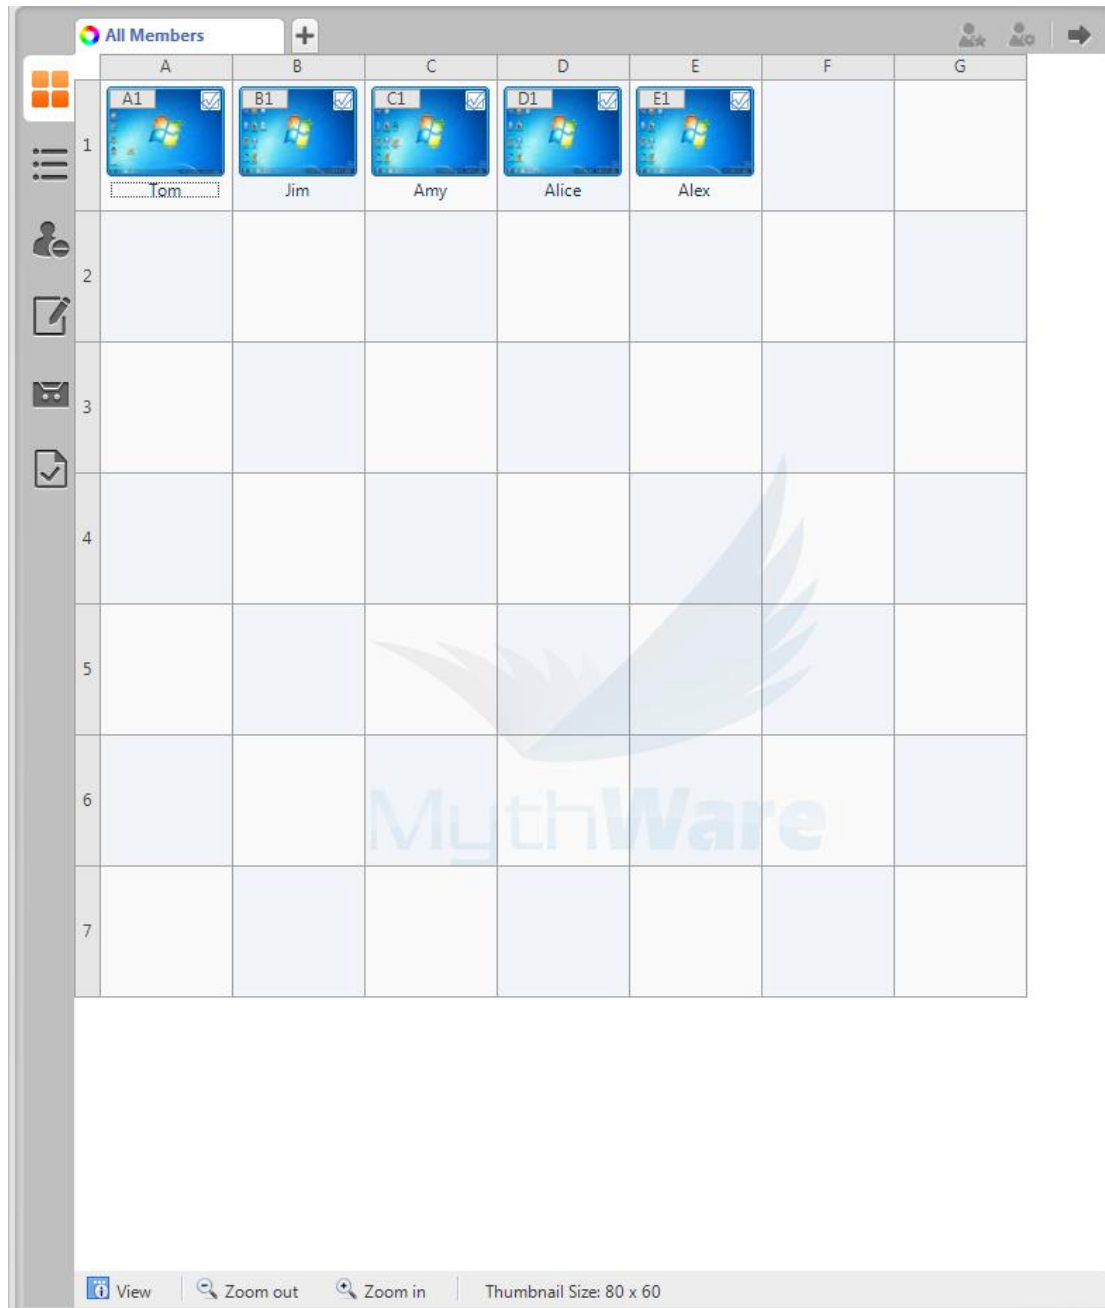 All Members
A B C D E F G
1
A1 B1 C1 D1 E1
Tom Jim Amy Alice Alex
2
3
4
5
6
MythWare
7
View Zoom out Zoom in Thumbnail Size: 80 x 60